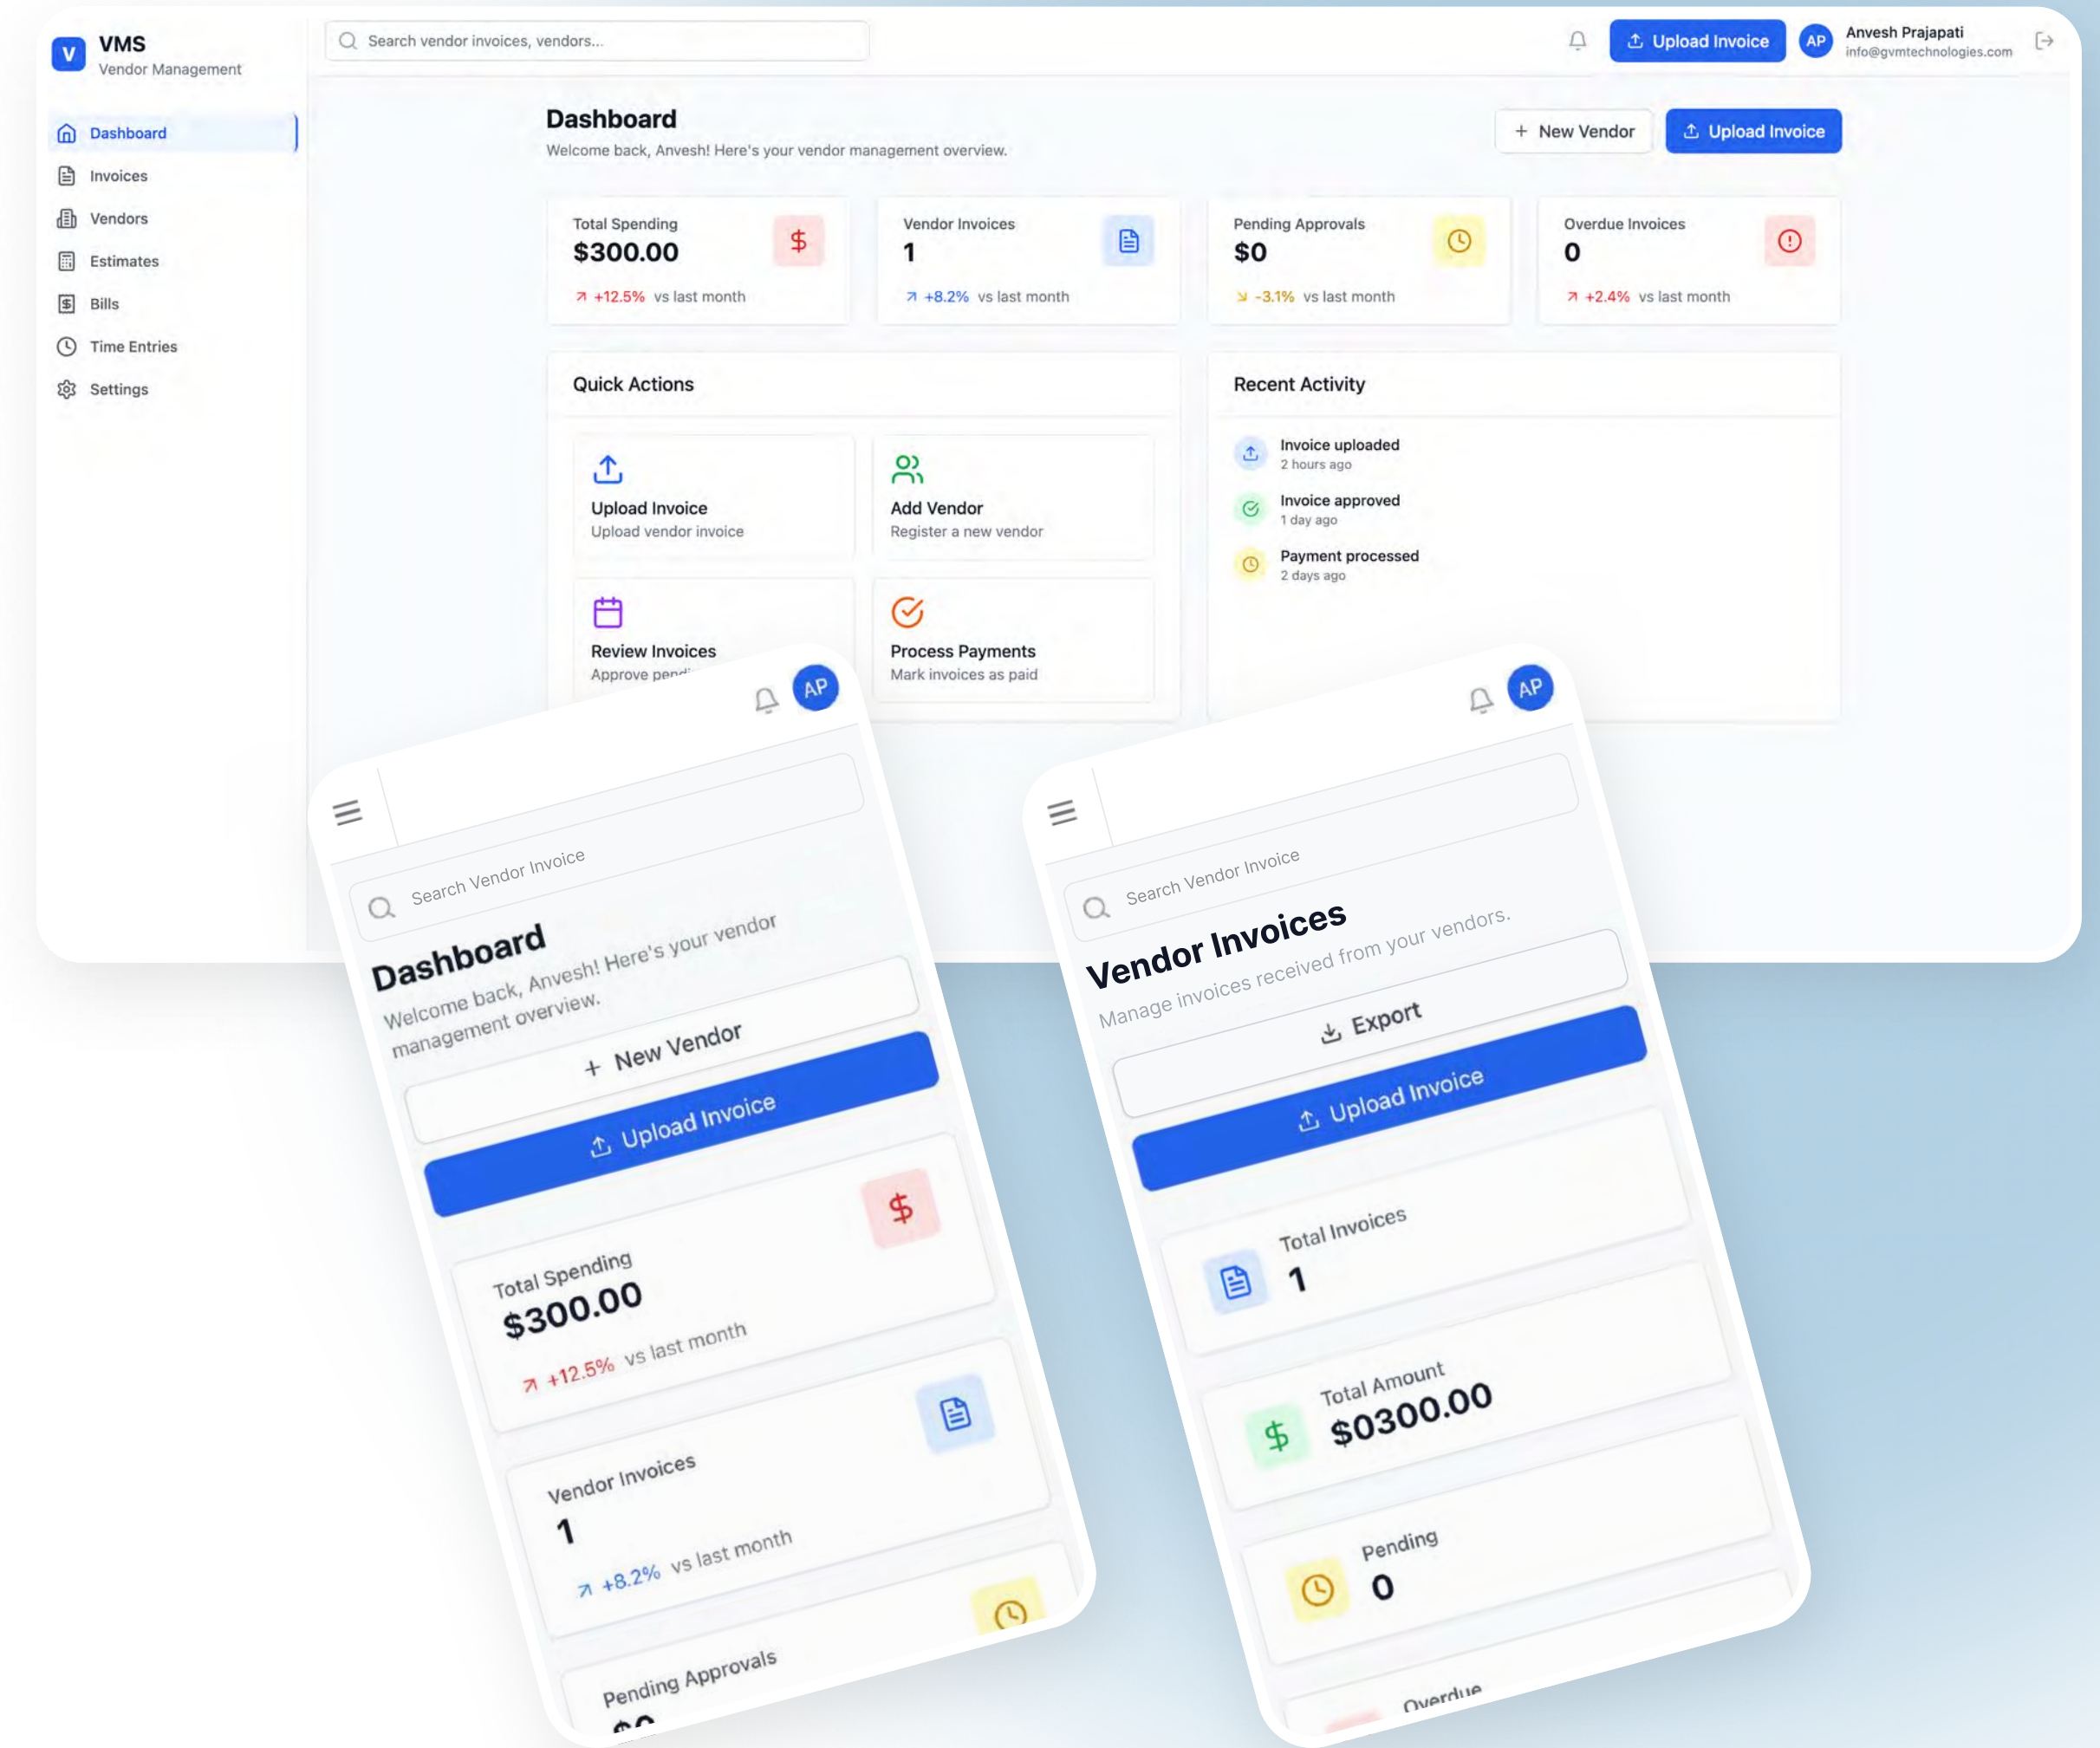 V
VMS
Vendor Management
Dashboard
Invoices
Vendors
Estimates
Bills
Time Entries
Settings
Search vendor invoices, vendors...
Upload Invoice
AP
Anvesh Prajapati
info@gvmtechnologies.com
Dashboard
Welcome back, Anvesh! Here's your vendor management overview.
New Vendor
Upload Invoice
Total Spending
$300.00
+12.5% vs last month
Vendor Invoices
1
+8.2% vs last month
Pending Approvals
$0
-3.1% vs last month
Overdue Invoices
0
+2.4% vs last month
Quick Actions
Upload Invoice
Upload vendor invoice
Add Vendor
Register a new vendor
Review Invoices
Approve
Process Payments
Mark invoices as paid
Recent Activity
Invoice uploaded
2 hours ago
Invoice approved
1 day ago
Payment processed
2 days ago
AP
Search Vendor Invoice
Dashboard
Welcome back, Anvesh! Here's your vendor
management overview.
New Vendor
Upload Invoice
Total Spending
$300.00
+12.5% vs last month
Vendor Invoices
1
+8.2% vs last month
Pending Approvals
$0
AP
Search Vendor Invoice
Vendor Invoices
Manage invoices received from your vendors.
Export
Upload Invoice
Total Invoices
1
Total Amount
$0300.00
Pending
0
Overdue